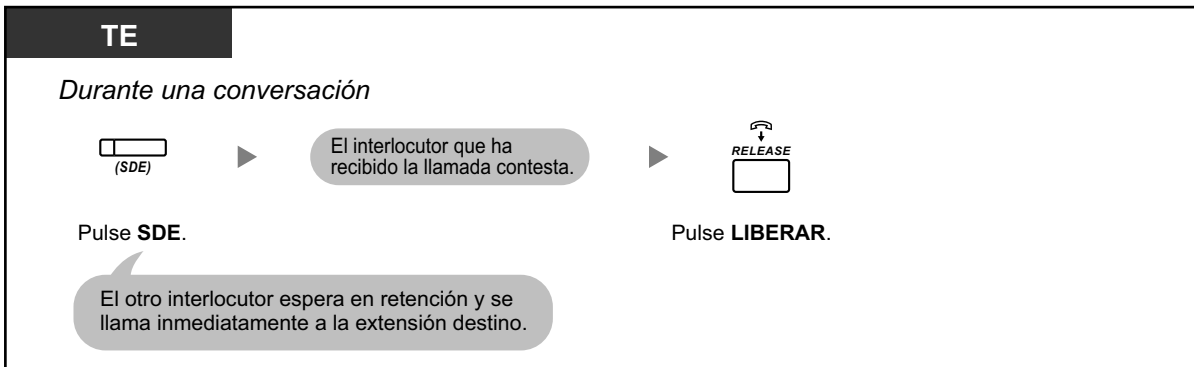 TE
Durante una conversación
(SDE)
El interlocutor que ha
recibido la llamada contesta.
RELEASE
Pulse SDE.
Pulse LIBERAR.
El otro interlocutor espera en retención y se
llama inmediatamente a la extensión destino.